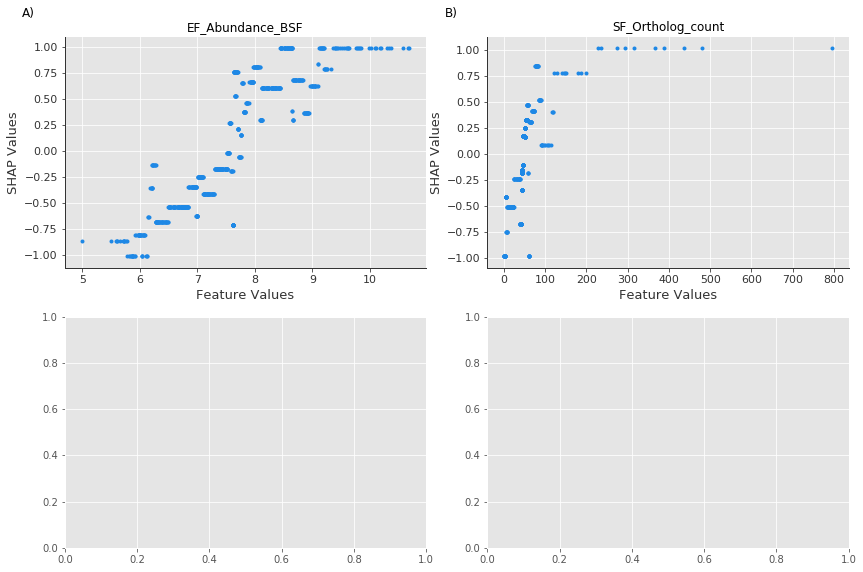 A)
EF_Abundance_BSF
1.00
0.75
0.50
0.25
0.00
−0.25
−0.50
−0.75
−1.00
SHAP Values
5 6 7 8 9 10
Feature Values
B)
SF_Ortholog_count
1.00
0.75
0.50
0.25
0.00
−0.25
−0.50
−0.75
−1.00
SHAP Values
0 100 200 300 400 500 600 700 800
Feature Values
1.0
0.8
0.6
0.4
0.2
0.0
0.0 0.2 0.4 0.6 0.8 1.0
1.0
0.8
0.6
0.4
0.2
0.0
0.0 0.2 0.4 0.6 0.8 1.0